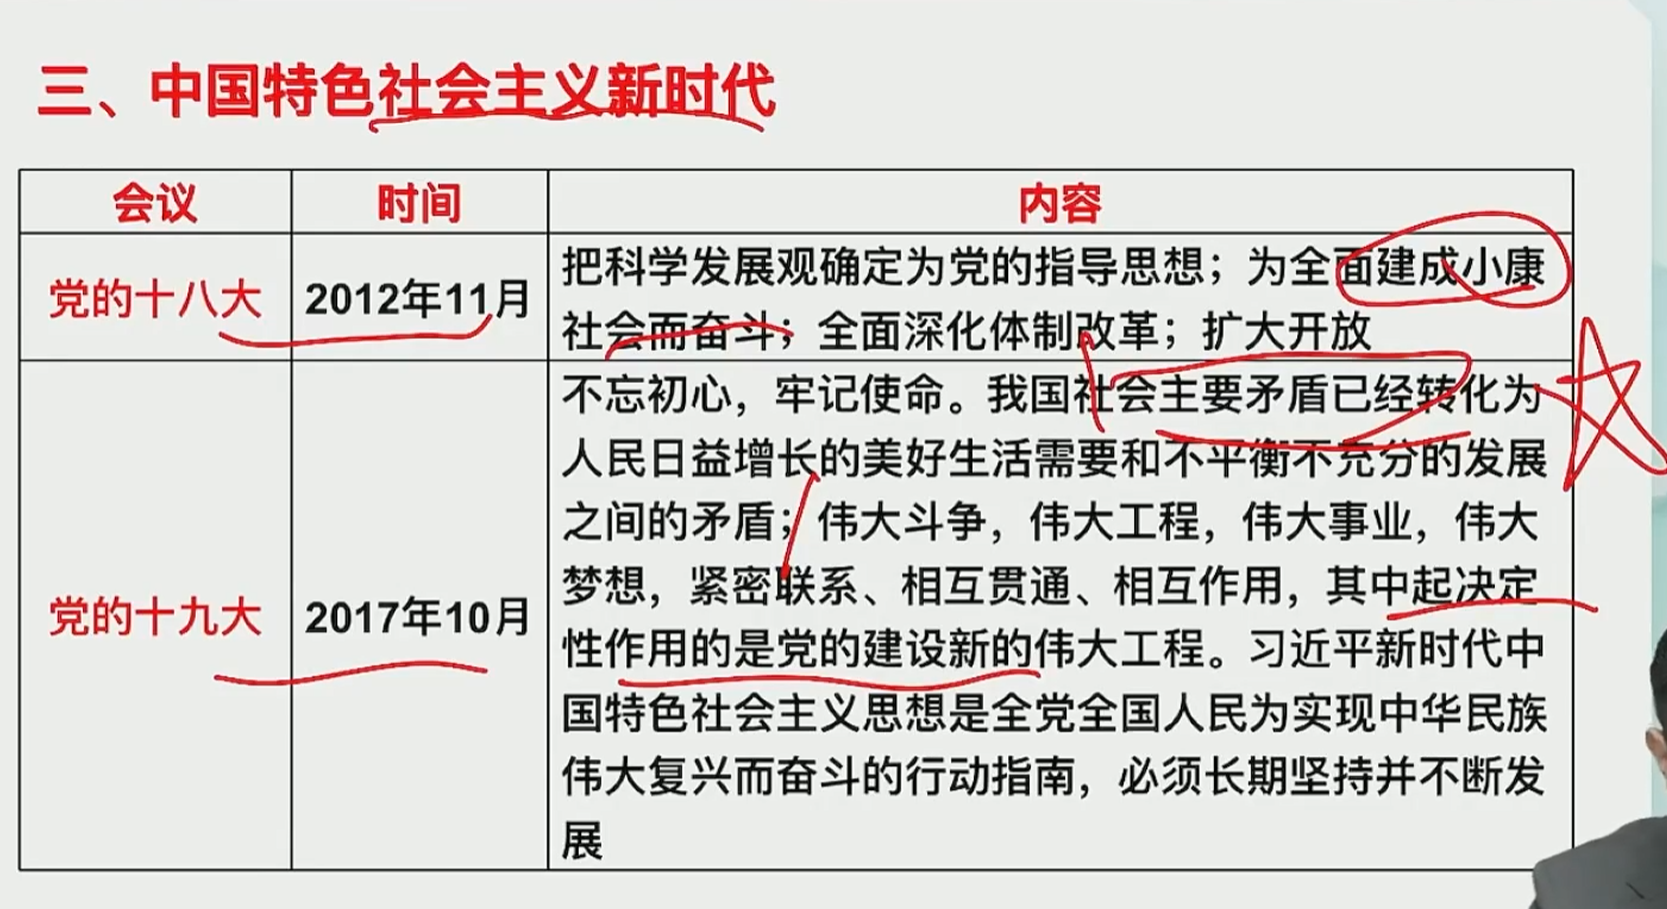 三、中国特色社会主义新时代
会议 时间 内容
党的十八大 2012年11月 把科学发展观确定为党的指导思想；为全面建成小康
社会而奋斗；全面深化体制改革；扩大开放
党的十九大 2017年10月 不忘初心，牢记使命。我国社会主要矛盾已经转化为
人民日益增长的美好生活需要和不平衡不充分的发展
之间的矛盾；伟大斗争，伟大工程，伟大事业，伟大
梦想，紧密联系、相互贯通、相互作用，其中起决定
性作用的是党的建设新的伟大工程。习近平新时代中
国特色社会主义思想是全党全国人民为实现中华民族
伟大复兴而奋斗的行动指南，必须长期坚持并不断发
展